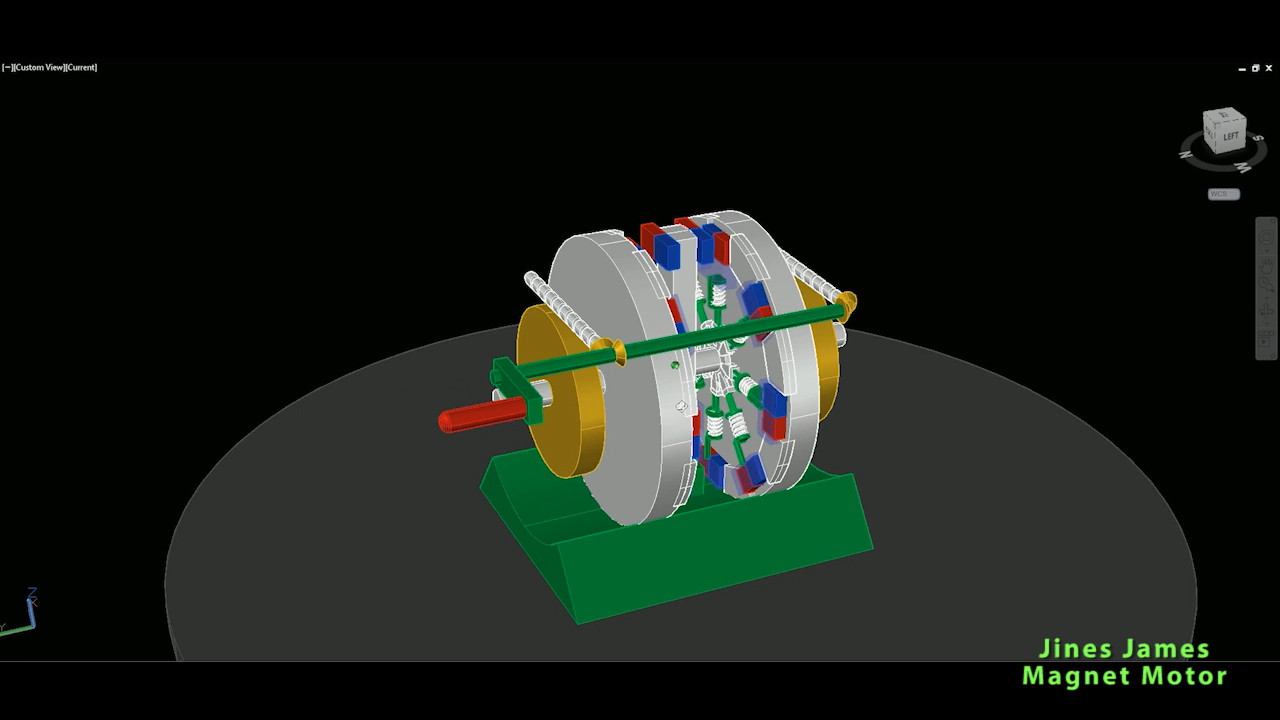 [−][Custom View][Current]
LEFT
N
S
WCS
Z
X
Y
Jines James
Magnet Motor